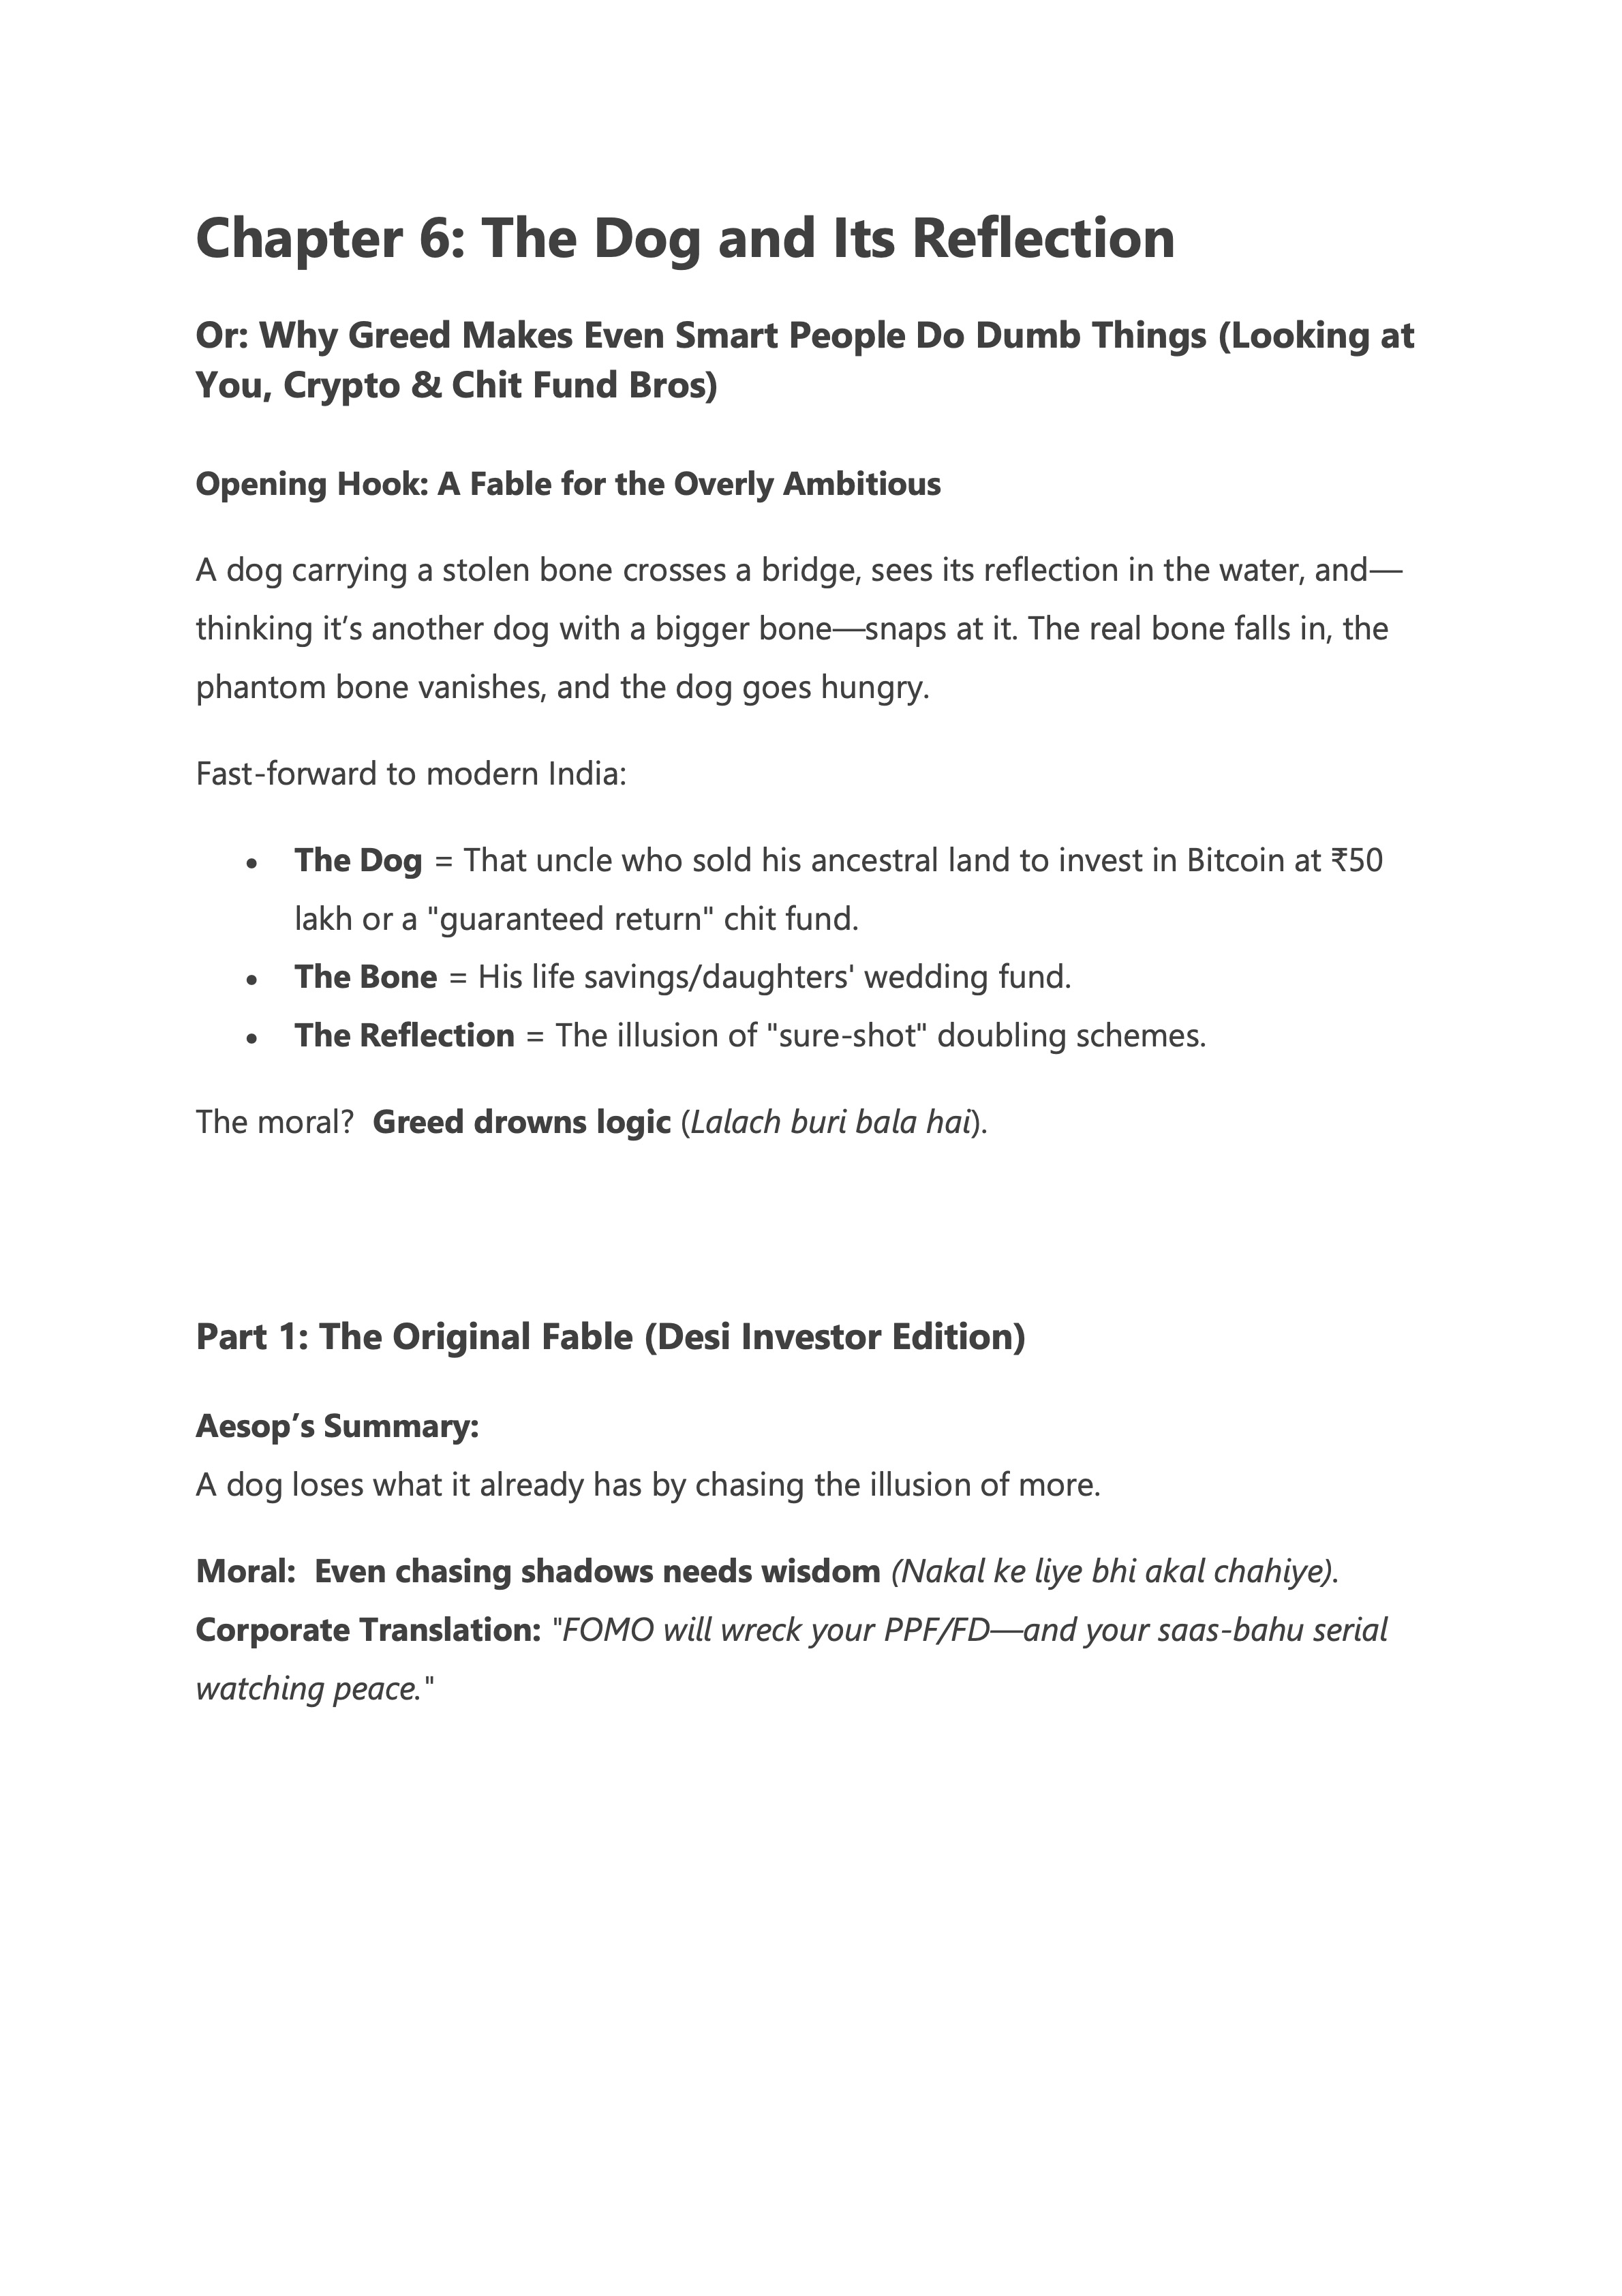 Chapter 6: The Dog and Its Reflection
Or: Why Greed Makes Even Smart People Do Dumb Things (Looking at
You, Crypto & Chit Fund Bros)
Opening Hook: A Fable for the Overly Ambitious
A dog carrying a stolen bone crosses a bridge, sees its reflection in the water, and—
thinking it’s another dog with a bigger bone—snaps at it. The real bone falls in, the
phantom bone vanishes, and the dog goes hungry.
Fast-forward to modern India:
• The Dog = That uncle who sold his ancestral land to invest in Bitcoin at ₹50
lakh or a "guaranteed return" chit fund.
• The Bone = His life savings/daughters' wedding fund.
• The Reflection = The illusion of "sure-shot" doubling schemes.
The moral?  Greed drowns logic (Lalach buri bala hai).
Part 1: The Original Fable (Desi Investor Edition)
Aesop’s Summary:
A dog loses what it already has by chasing the illusion of more.
Moral:  Even chasing shadows needs wisdom (Nakal ke liye bhi akal chahiye).
Corporate Translation: "FOMO will wreck your PPF/FD—and your saas-bahu serial
watching peace."